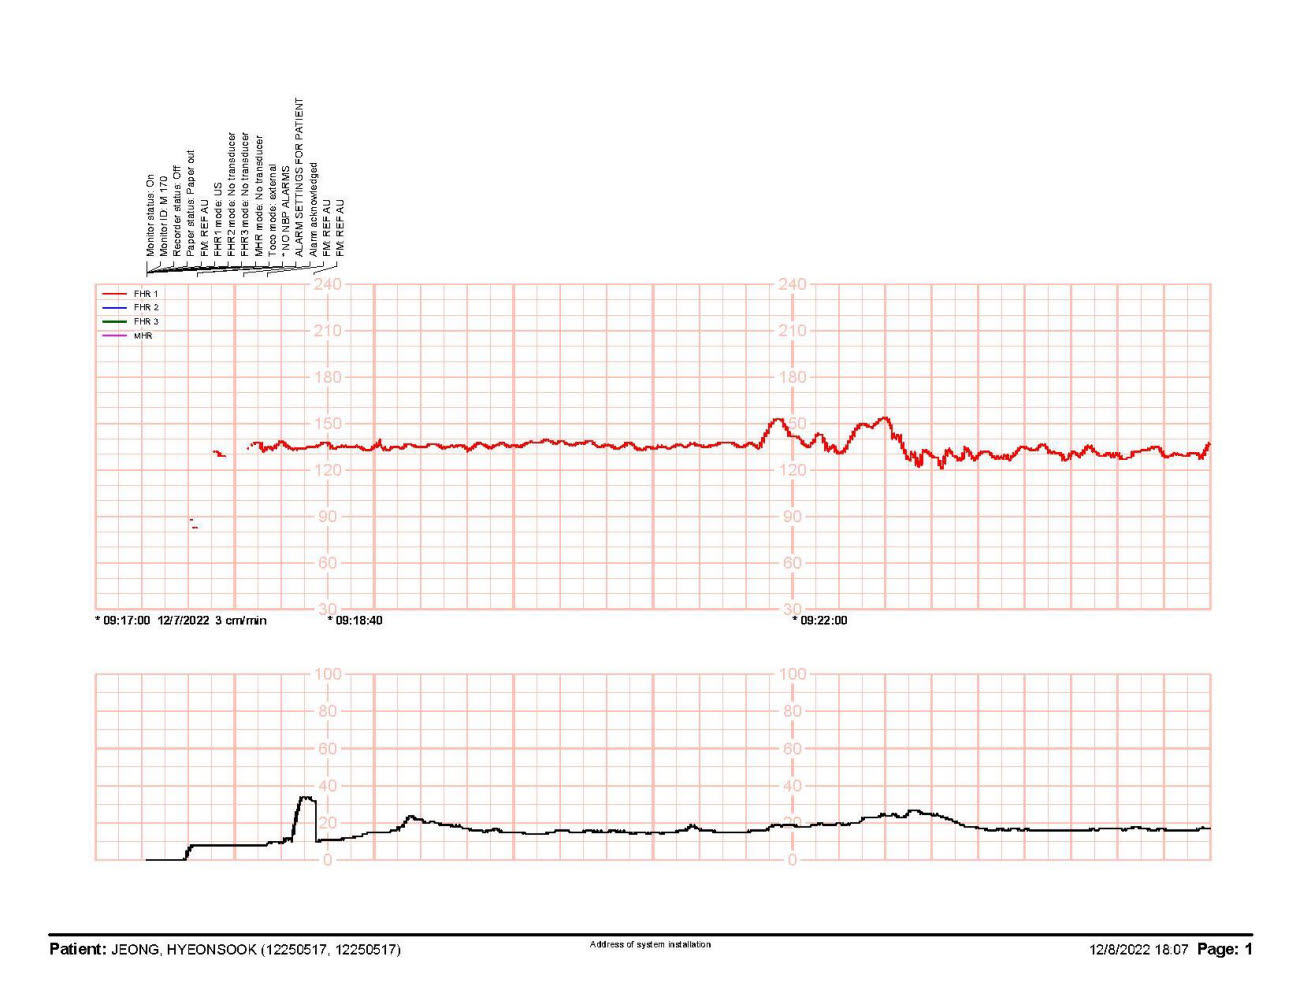 Monitor status: On
Monitor ID: M 170
Recorder status: Off
Paper status: Paper out
FM: REF AU
FHR1 mode: US
FHR2 mode: No transducer
FHR3 mode: No transducer
MHR mode: No transducer
Toco mode: external
* NO NBP ALARMS
ALARM SETTINGS FOR PATIENT
Alarm acknowledged
FM: REF AU
FM: REF AU
FHR 1
FHR 2
FHR 3
MHR
240 240
210 210
180 180
150 150
120 120
90 90
60 60
30 30
* 09:17:00 12/7/2022 3 cm/min * 09:18:40 * 09:22:00
100 100
80 80
60 60
40 40
20 20
0 0
Patient: JEONG, HYEONSOOK (12250517, 12250517) Address of system installation 12/8/2022 18:07 Page: 1